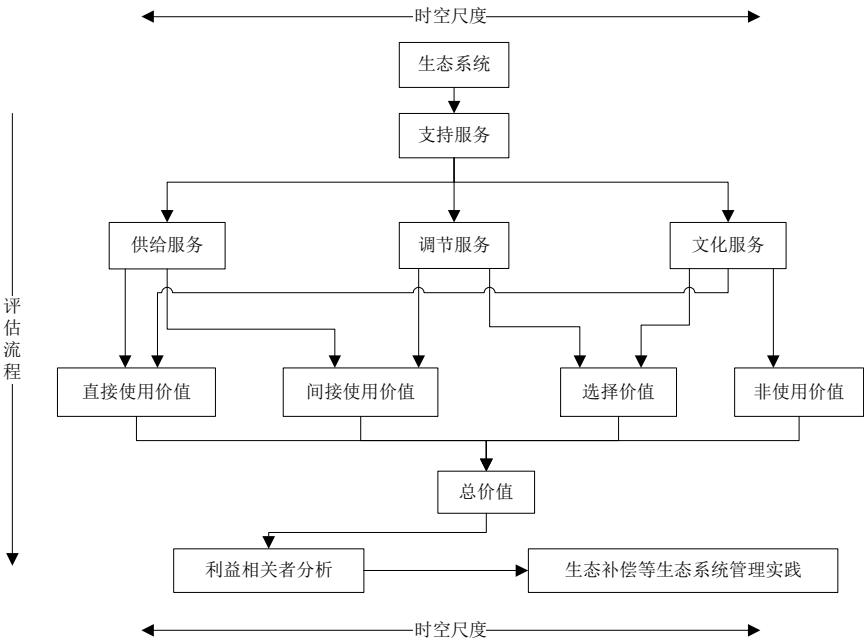 时空尺度
生态系统
支持服务
供给服务
调节服务
文化服务
评估流程
直接使用价值
间接使用价值
选择价值
非使用价值
总价值
利益相关者分析
生态补偿等生态系统管理实践
时空尺度